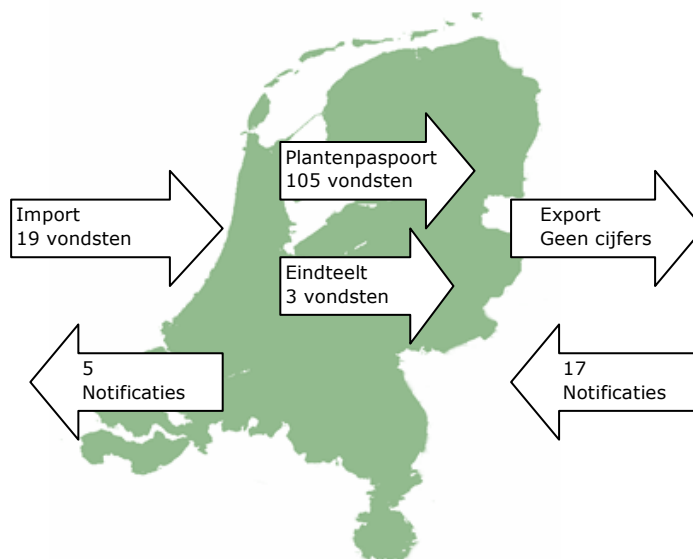 Plantenpaspoort
105 vondsten
Import
19 vondsten
Export
Geen cijfers
Eindteelt
3 vondsten
5
Notificaties
17
Notificaties